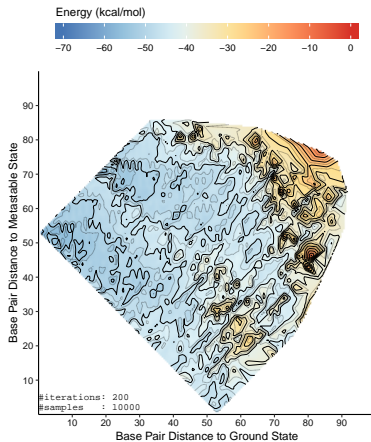 Energy (kcal/mol)
−70 −60 −50 −40 −30 −20 −10 0
Base Pair Distance to Metastable State
90
80
70
60
50
40
30
20
10
#iterations: 200
#samples   : 10000
10 20 30 40 50 60 70 80 90
Base Pair Distance to Ground State